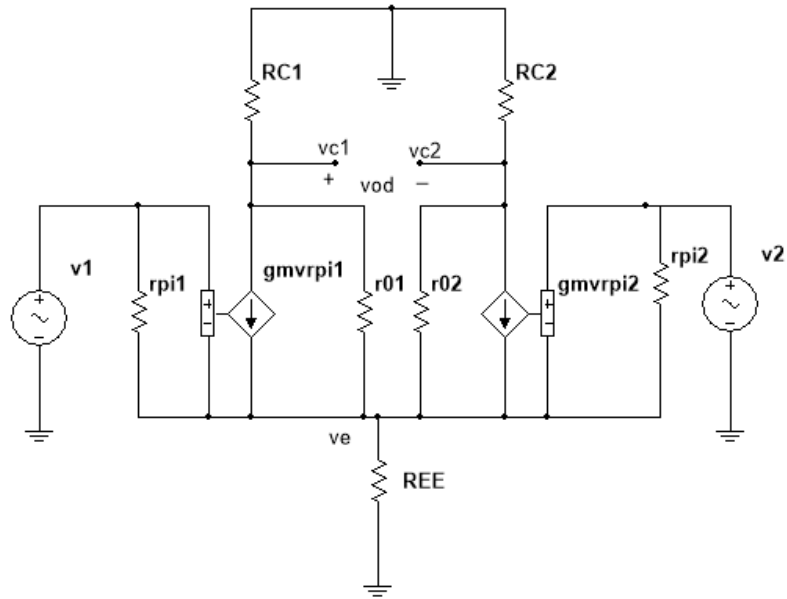 RC1
RC2
vc1
vc2
+
vod
−
v1
rpi1
+
−
gmvrpi1
r01
r02
gmvrpi2
+
−
rpi2
v2
+
−
+
−
ve
REE